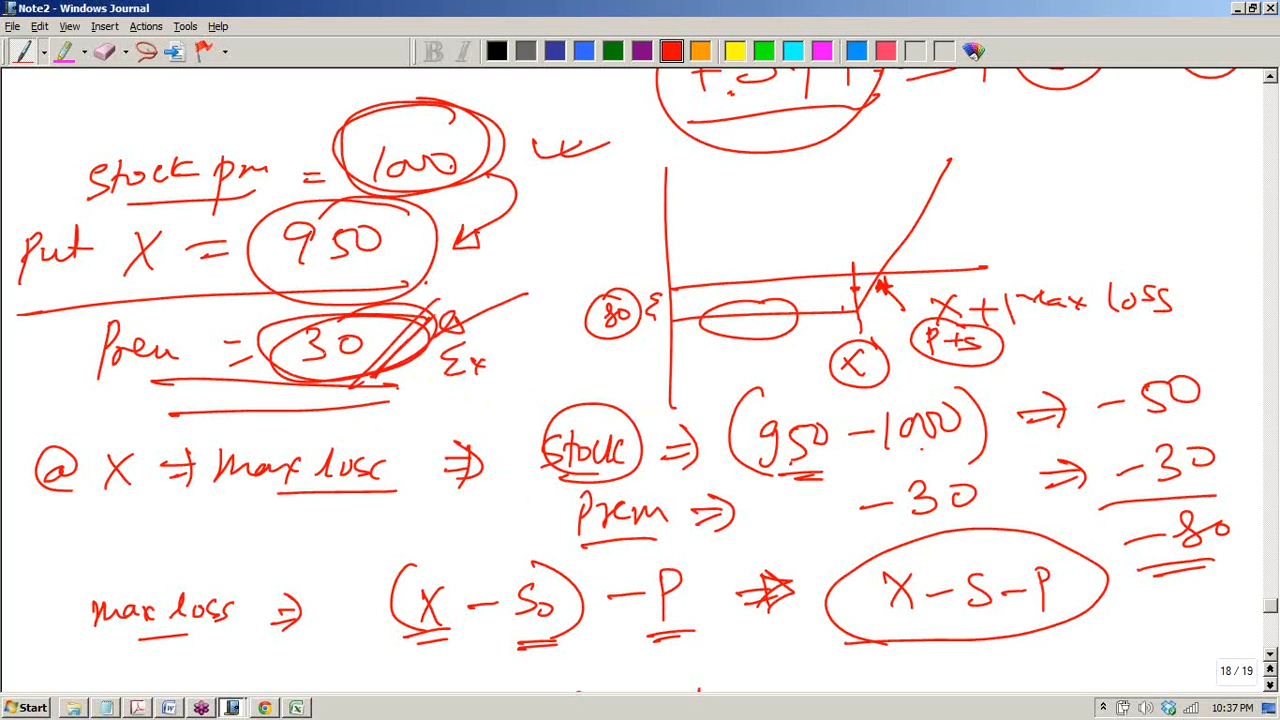 Note2 - Windows Journal
File Edit View Insert Actions Tools Help
B I
Stock pm = 1000
Put X = 950
Prem = 30
80
X + max loss
P+S
X
@ X ⇒ max loss ⇒ Stock ⇒ (950 - 1000) ⇒ - 50
Prem ⇒ - 30 ⇒ - 30
- 80
max loss ⇒ (X - S0) - P ⇒ X - S - P
18 / 19
Start
10:37 PM